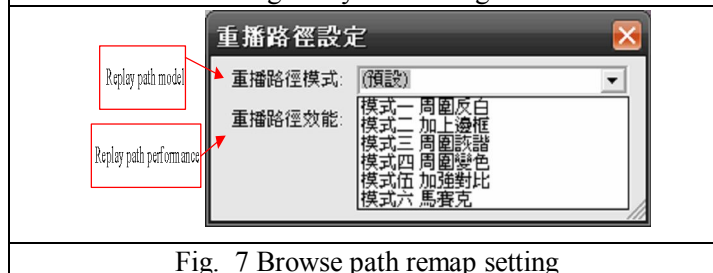 重播路徑設定
Replay path model
重播路徑模式:
(預設)
Replay path performance
重播路徑效能:
模式一 周圍反白
模式二 加上邊框
模式三 周圍詼諧
模式四 周圍變色
模式伍 加強對比
模式六 馬賽克
Fig. 7 Browse path remap setting